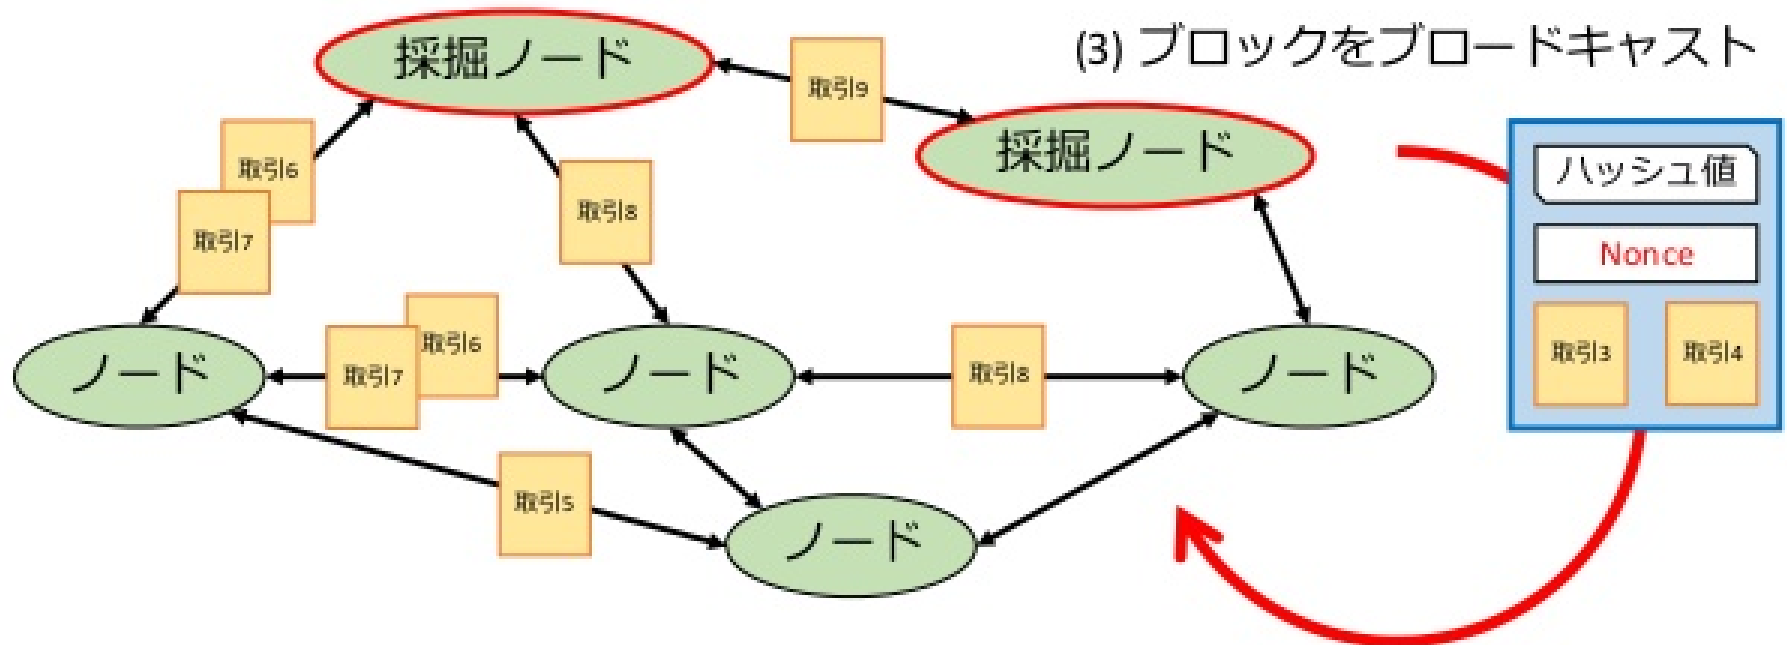 (3) ブロックをブロードキャスト
採掘ノード
取引9
採掘ノード
取引6
取引7
取引8
ハッシュ値
Nonce
取引3
取引4
ノード
取引7
取引6
ノード
取引8
ノード
取引5
ノード